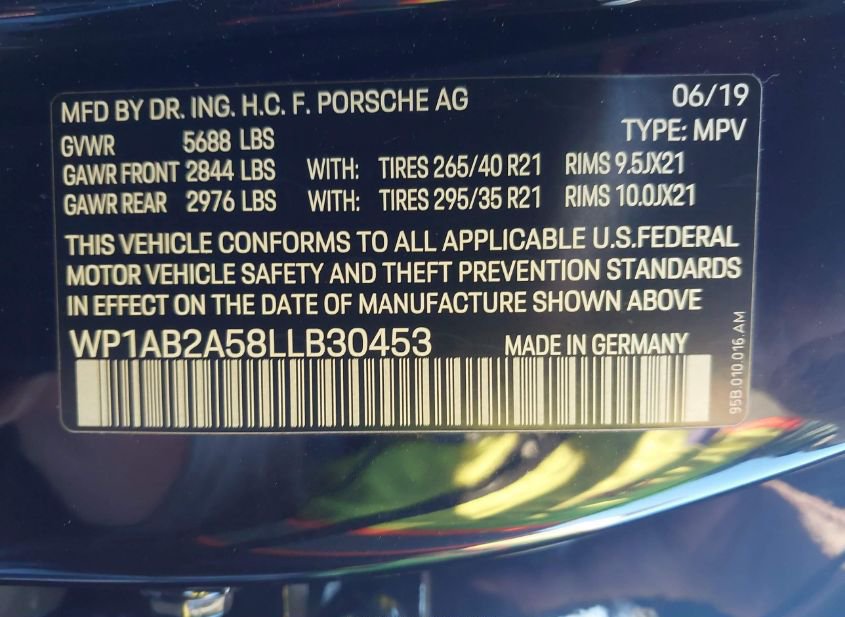 MFD BY DR. ING. H.C. F. PORSCHE AG 06/19
GVWR 5688 LBS TYPE: MPV
GAWR FRONT 2844 LBS WITH: TIRES 265/40 R21 RIMS 9.5JX21
GAWR REAR 2976 LBS WITH: TIRES 295/35 R21 RIMS 10.0JX21
THIS VEHICLE CONFORMS TO ALL APPLICABLE U.S.FEDERAL
MOTOR VEHICLE SAFETY AND THEFT PREVENTION STANDARDS
IN EFFECT ON THE DATE OF MANUFACTURE SHOWN ABOVE
WP1AB2A58LLB30453 MADE IN GERMANY
95B.010.016.AM